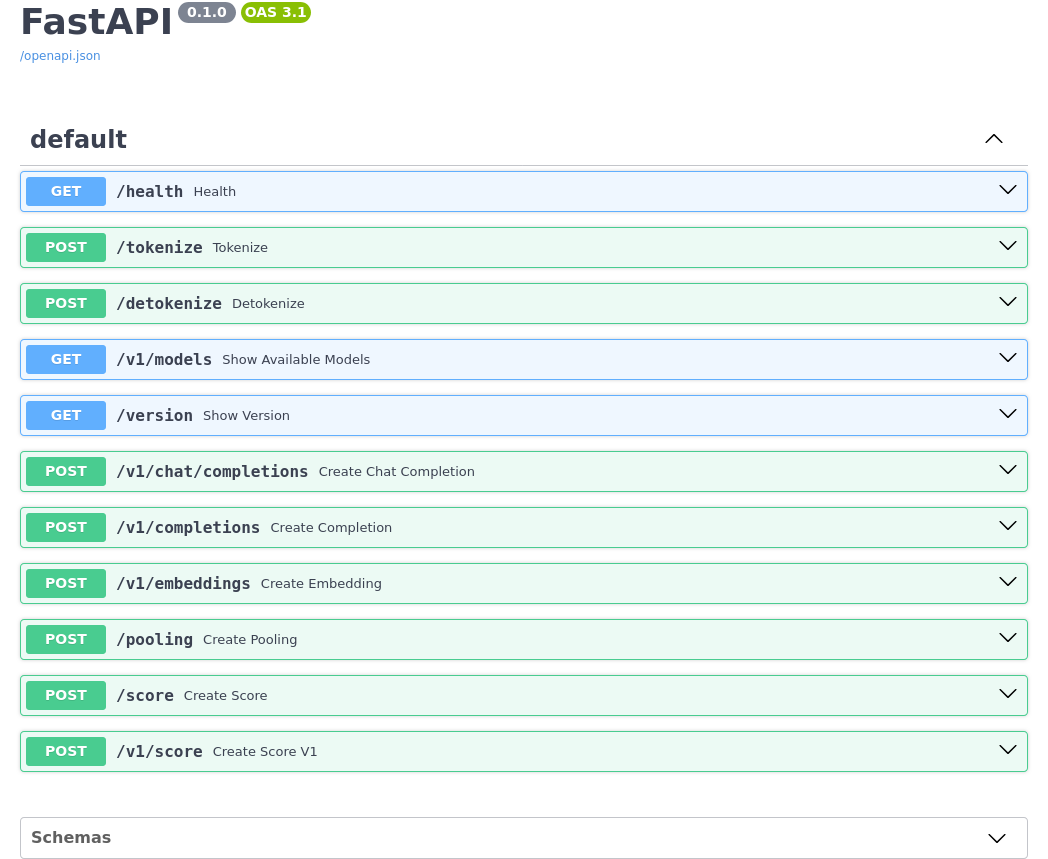 FastAPI 0.1.0 OAS 3.1
/openapi.json
default
GET /health Health
POST /tokenize Tokenize
POST /detokenize Detokenize
GET /v1/models Show Available Models
GET /version Show Version
POST /v1/chat/completions Create Chat Completion
POST /v1/completions Create Completion
POST /v1/embeddings Create Embedding
POST /pooling Create Pooling
POST /score Create Score
POST /v1/score Create Score V1
Schemas